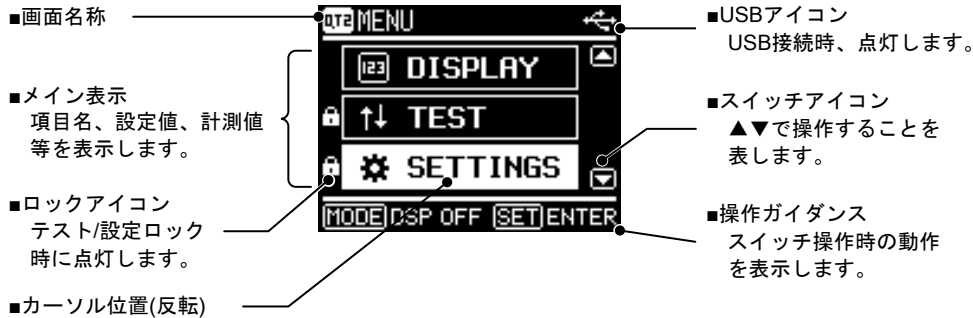 ■画面名称
■メイン表示
項目名、設定値、計測値
等を表示します。
■ロックアイコン
テスト/設定ロック
時に点灯します。
■カーソル位置(反転)
QT2 MENU
123 DISPLAY
↑↓ TEST
SETTINGS
MODE DSP OFF SET ENTER
■USBアイコン
USB接続時、点灯します。
■スイッチアイコン
▲▼で操作することを
表します。
■操作ガイダンス
スイッチ操作時の動作
を表示します。